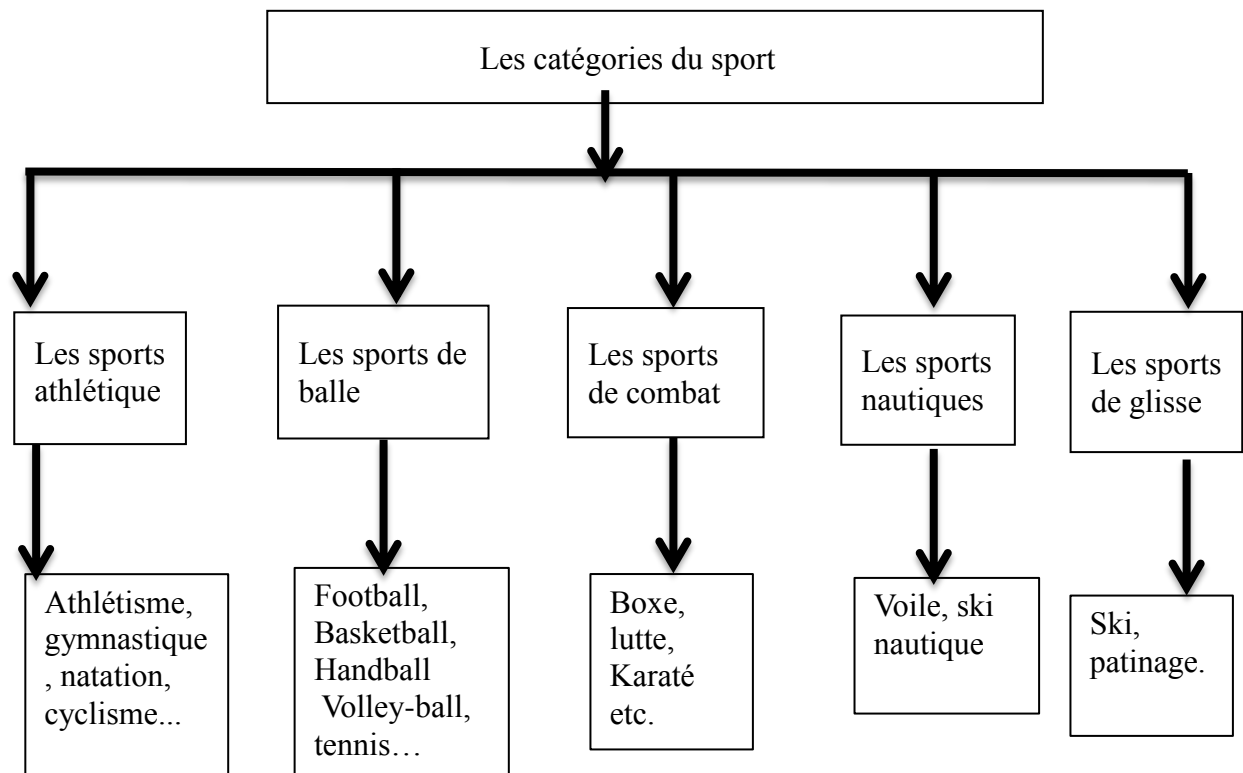 Les catégories du sport
Les sports
athlétique
Les sports de
balle
Les sports
de combat
Les sports
nautiques
Les sports
de glisse
Athlétisme,
gymnastique
, natation,
cyclisme...
Football,
Basketball,
Handball
Volley-ball,
tennis…
Boxe,
lutte,
Karaté
etc.
Voile, ski
nautique
Ski,
patinage.